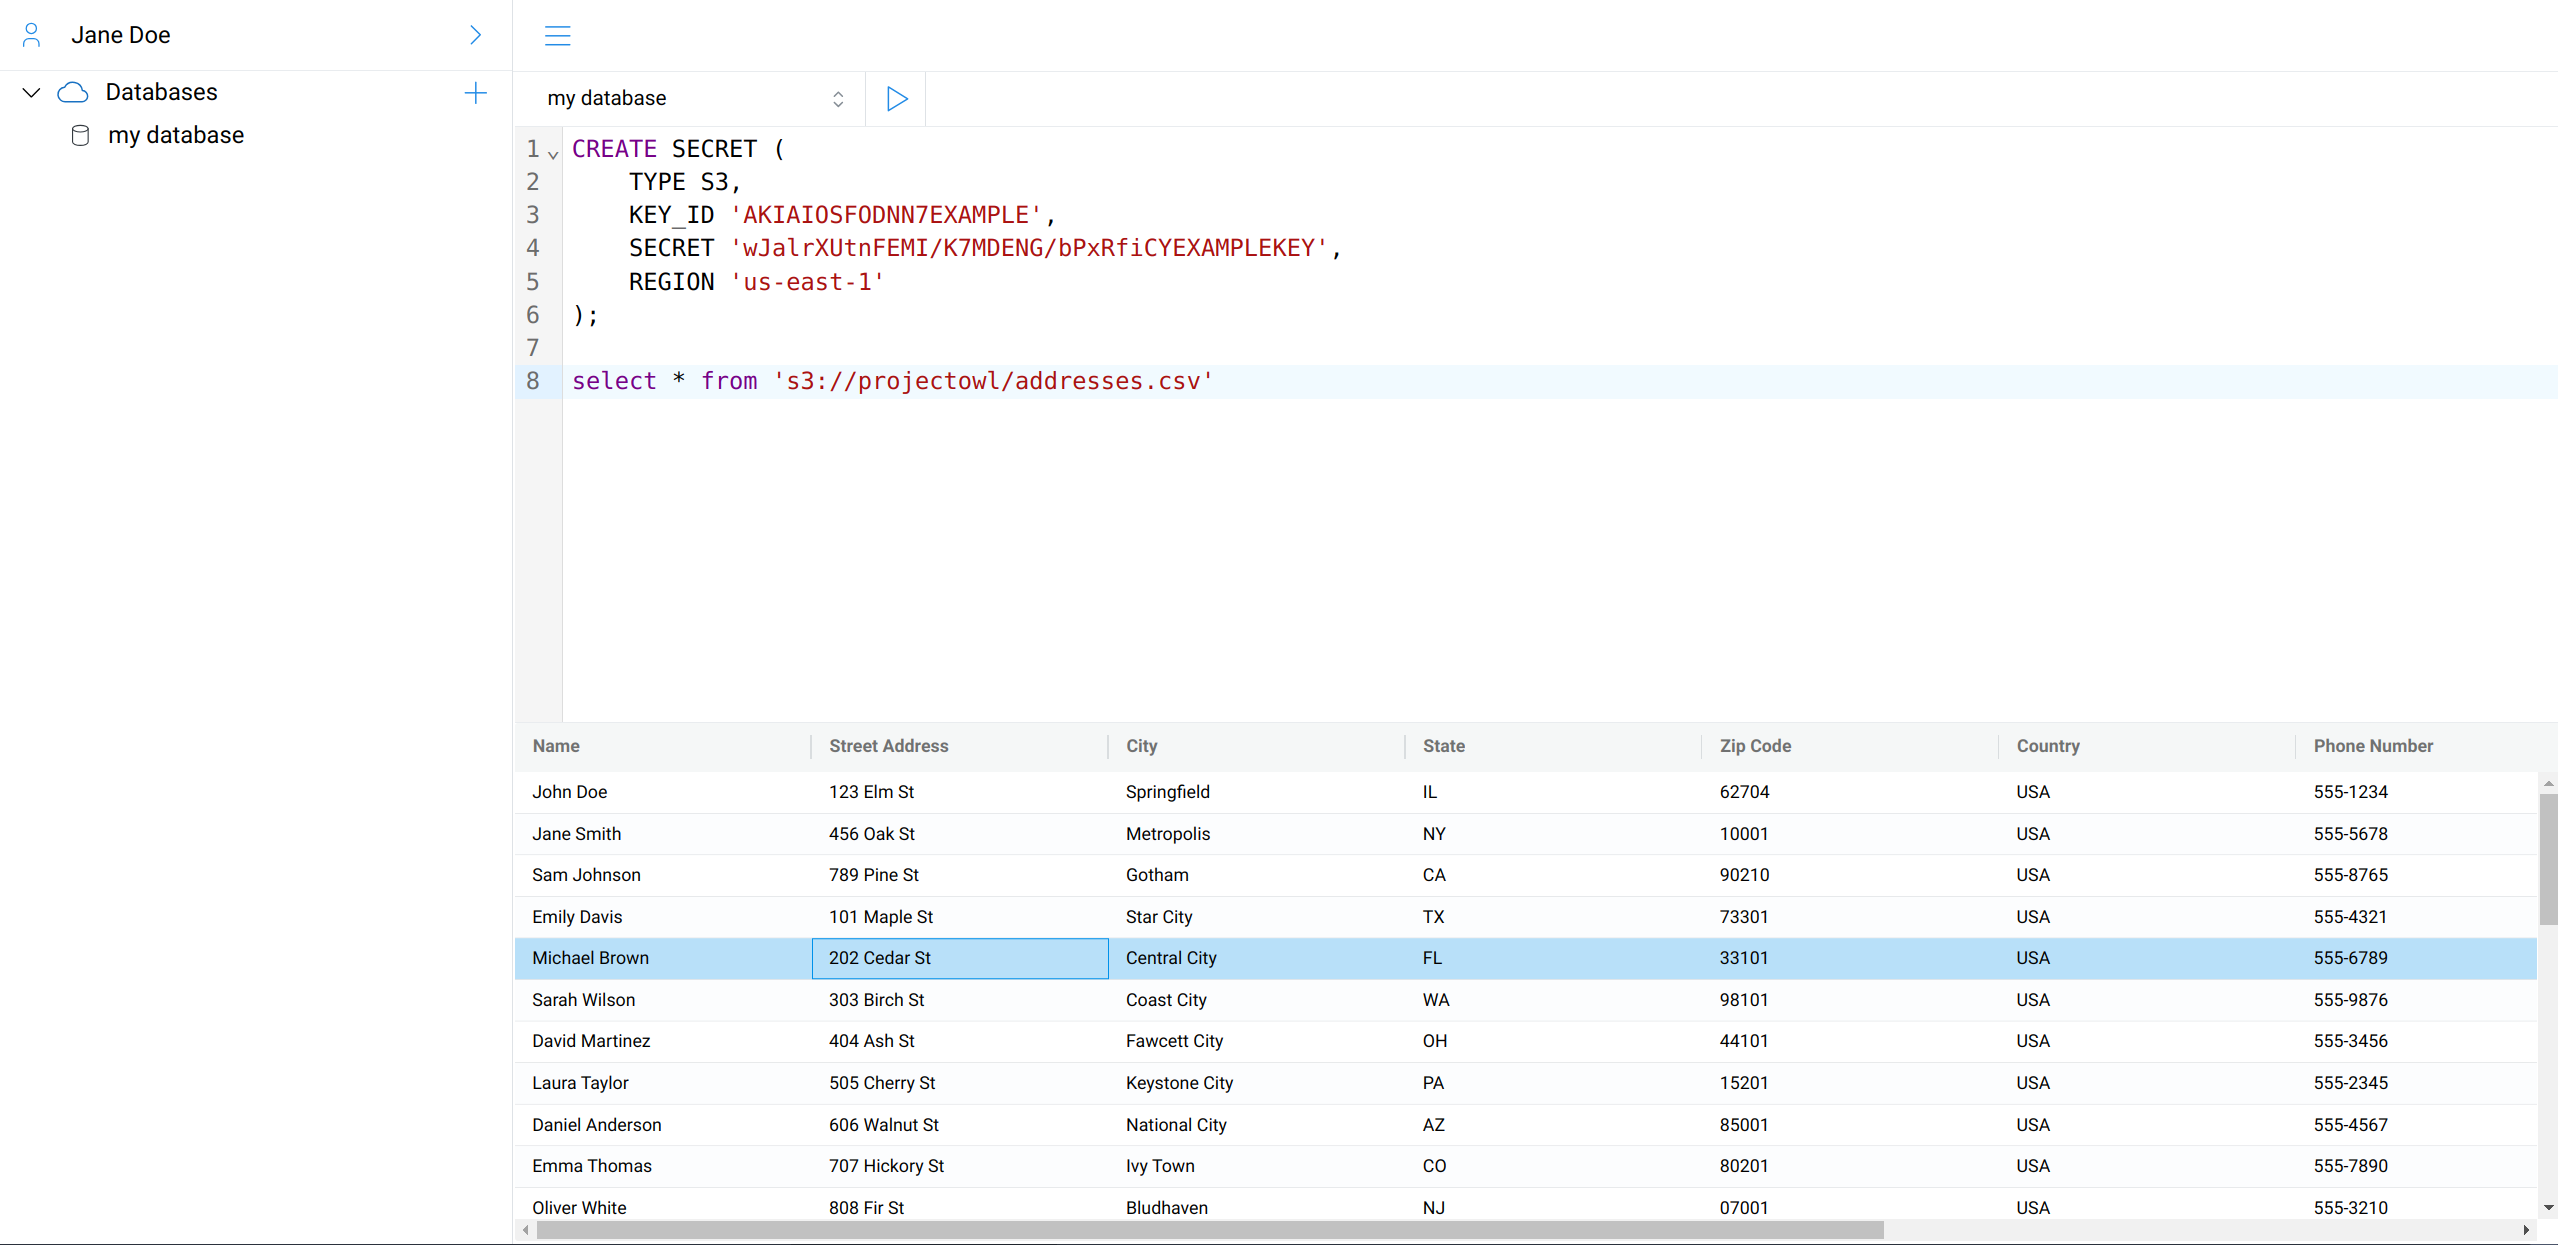 Jane Doe
Databases
my database
my database
1 CREATE SECRET (
2 TYPE S3,
3 KEY_ID 'AKIAIOSFODNN7EXAMPLE',
4 SECRET 'wJalrXUtnFEMI/K7MDENG/bPxRfiCYEXAMPLEKEY',
5 REGION 'us-east-1'
6 );
7
8 select * from 's3://projectowl/addresses.csv'
Name Street Address City State Zip Code Country Phone Number
John Doe 123 Elm St Springfield IL 62704 USA 555-1234
Jane Smith 456 Oak St Metropolis NY 10001 USA 555-5678
Sam Johnson 789 Pine St Gotham CA 90210 USA 555-8765
Emily Davis 101 Maple St Star City TX 73301 USA 555-4321
Michael Brown 202 Cedar St Central City FL 33101 USA 555-6789
Sarah Wilson 303 Birch St Coast City WA 98101 USA 555-9876
David Martinez 404 Ash St Fawcett City OH 44101 USA 555-3456
Laura Taylor 505 Cherry St Keystone City PA 15201 USA 555-2345
Daniel Anderson 606 Walnut St National City AZ 85001 USA 555-4567
Emma Thomas 707 Hickory St Ivy Town CO 80201 USA 555-7890
Oliver White 808 Fir St Bludhaven NJ 07001 USA 555-3210